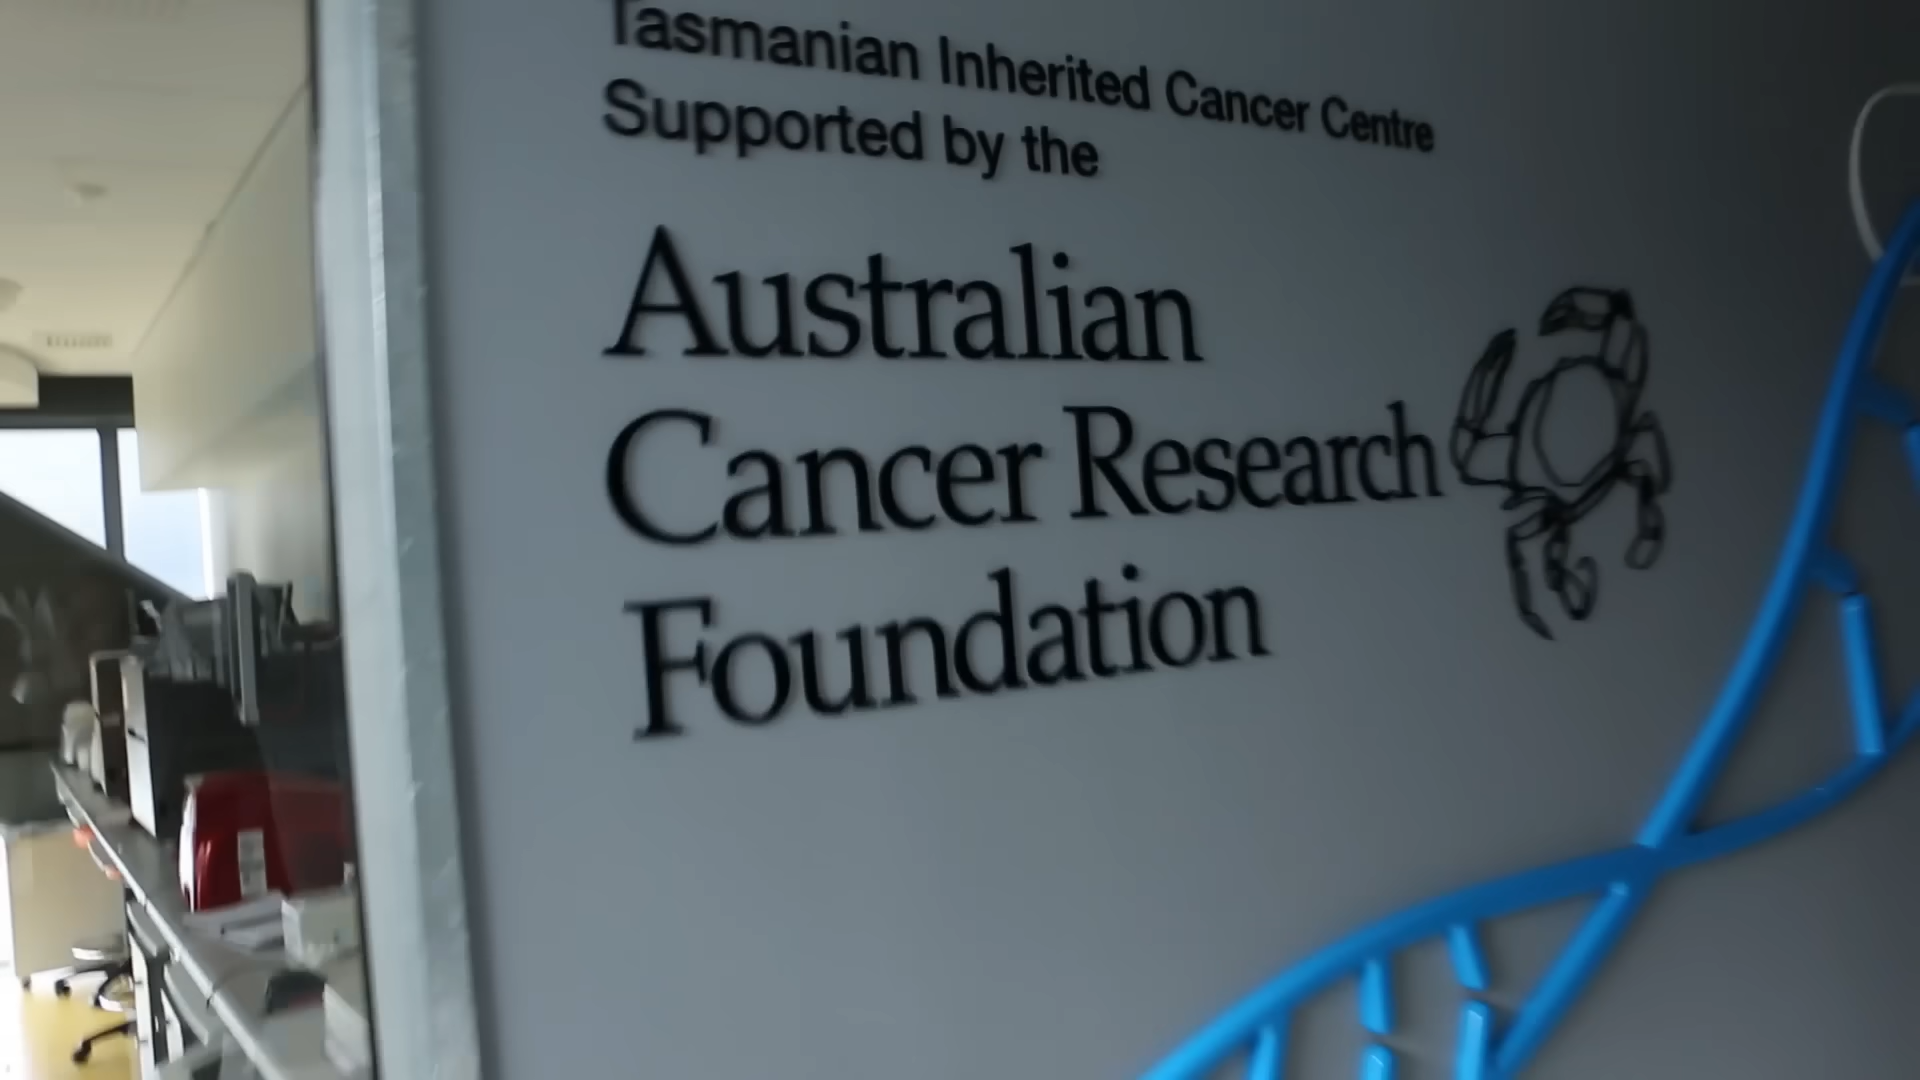 Tasmanian Inherited Cancer Centre
Supported by the
Australian
Cancer Research
Foundation